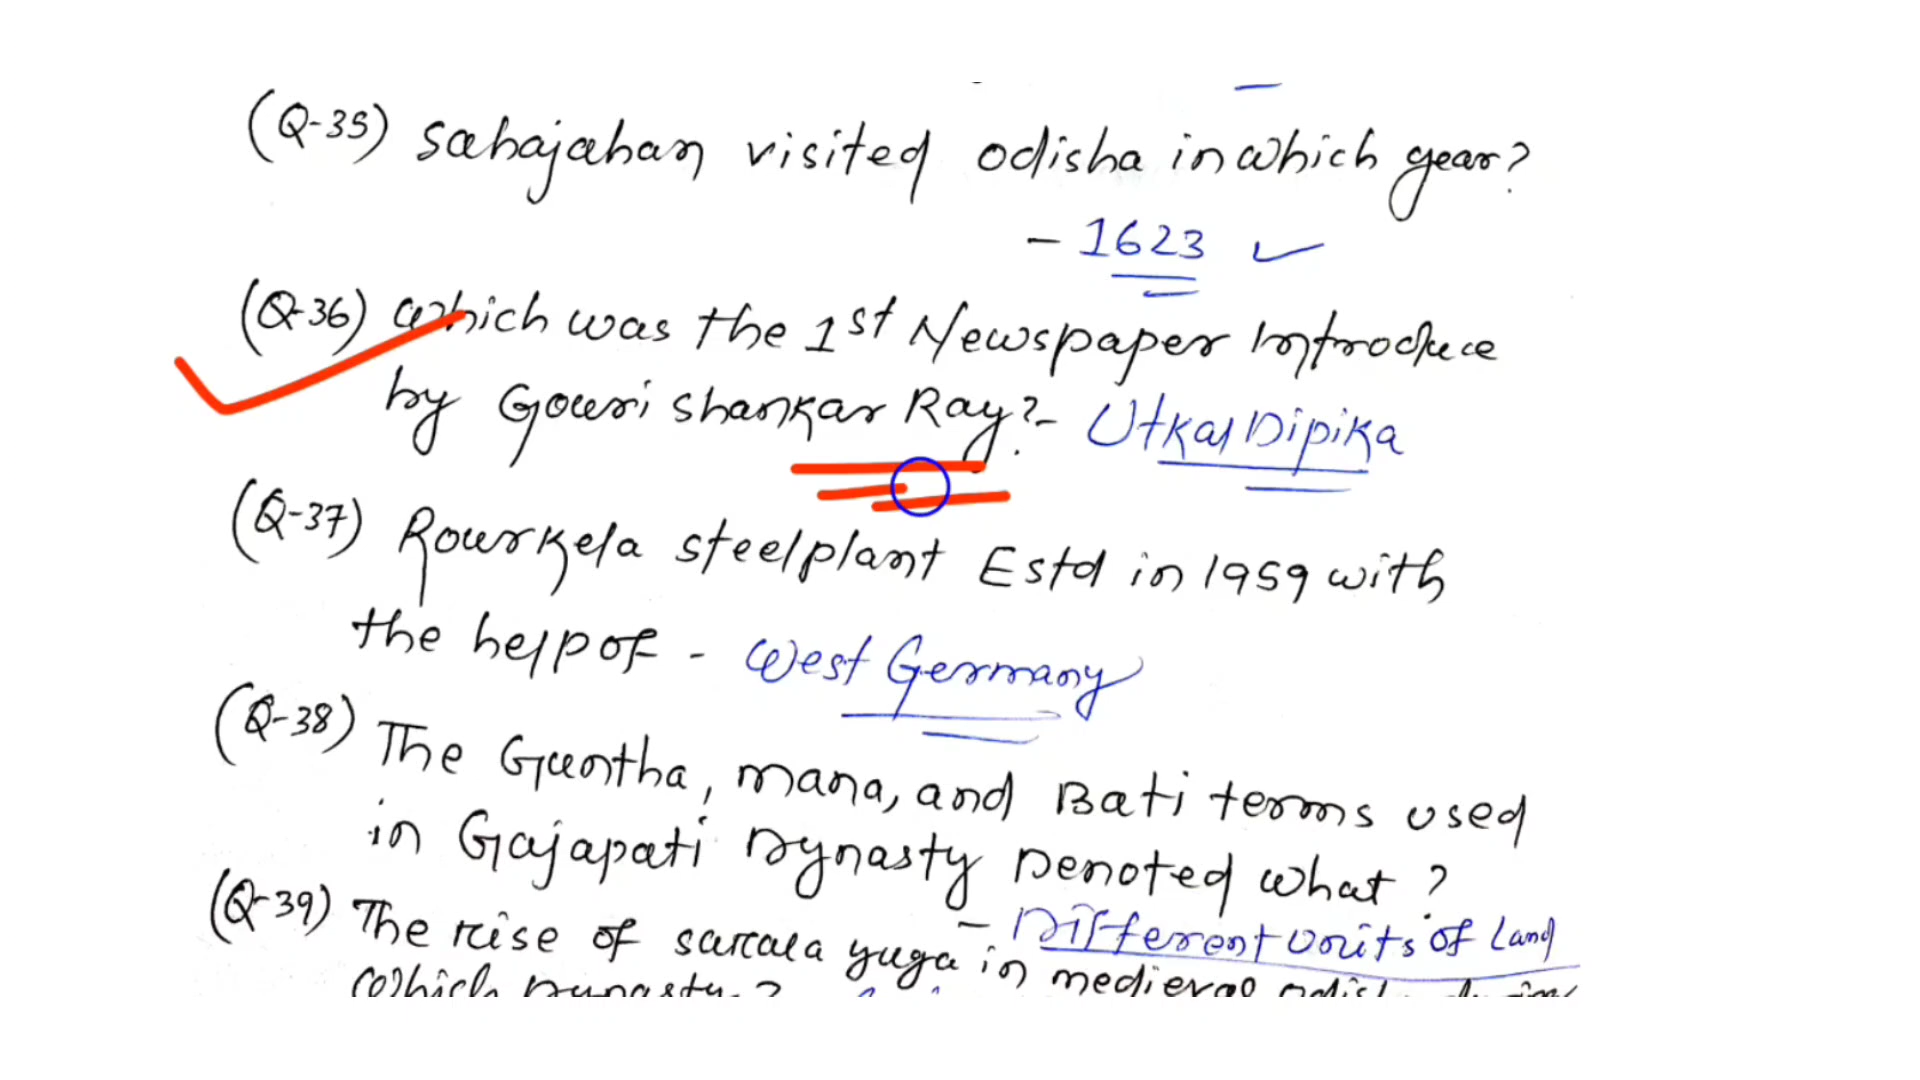 (Q-35) Sahajahan visited odisha in which year?
- 1623
(Q-36) which was the 1st Newspaper Introduce
by Gouri shankar Ray? - Utkal Dipika
(Q-37) Rourkela steelplant Estd in 1959 with
the help of - West Germany
(Q-38) The Guntha, mana, and Bati terms used
in Gajapati Dynasty Denoted what?
- Different units of Land
(Q-39) The rise of sarala yuga in medieval odisha
which Dynasty?